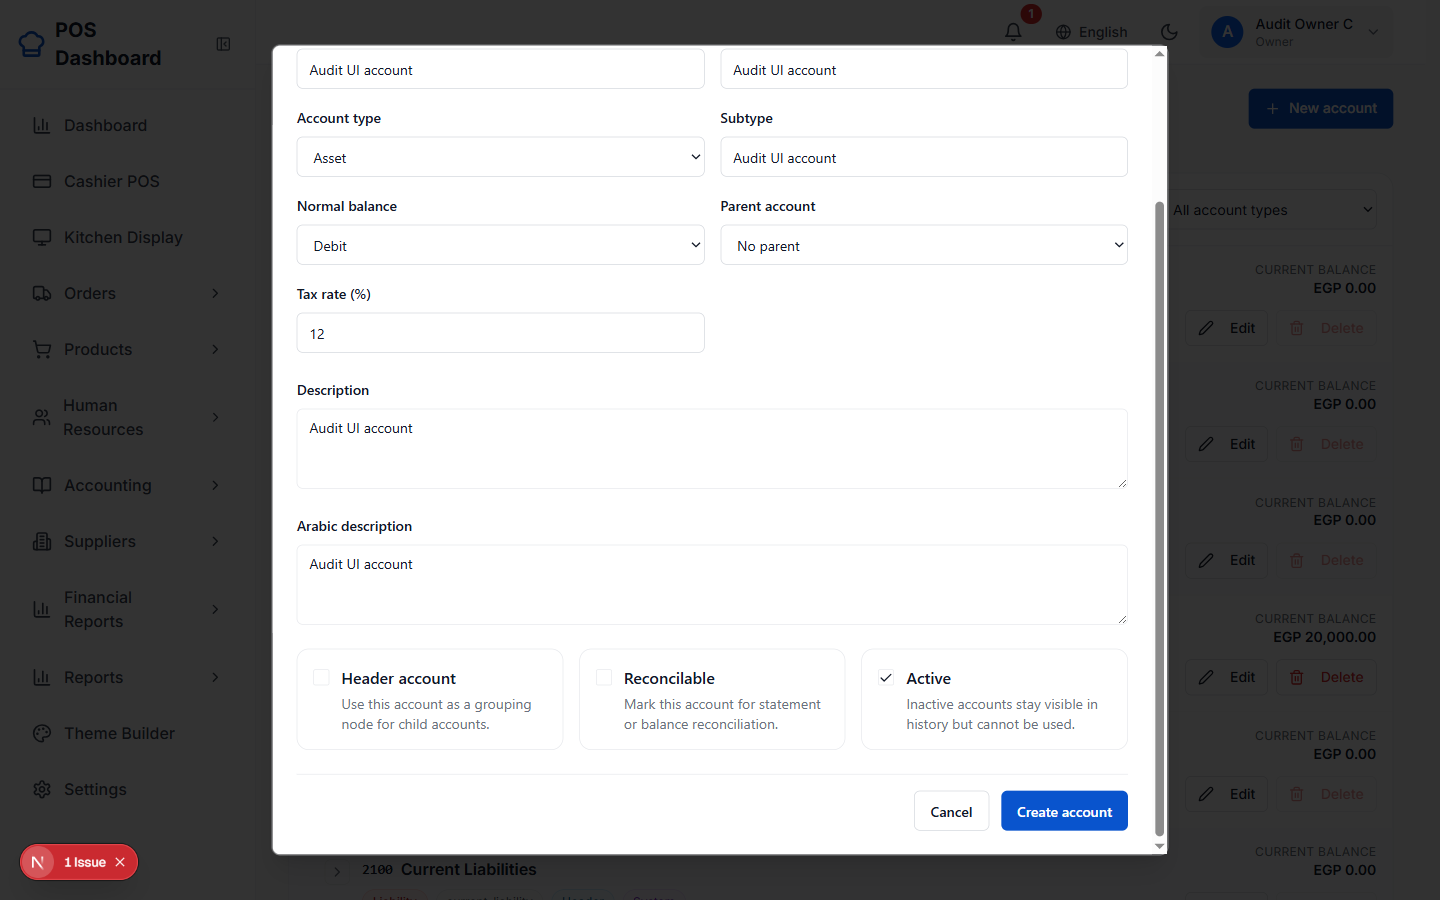 POS
Dashboard
1
English
A
Audit Owner C
Owner
New account
Dashboard
Cashier POS
Kitchen Display
Orders
Products
Human
Resources
Accounting
Suppliers
Financial
Reports
Reports
Theme Builder
Settings
N
1 Issue
Audit UI account
Audit UI account
Account type
Subtype
Asset
Audit UI account
Normal balance
Parent account
Debit
No parent
Tax rate (%)
12
Description
Audit UI account
Arabic description
Audit UI account
Header account
Use this account as a grouping
node for child accounts.
Reconcilable
Mark this account for statement
or balance reconciliation.
Active
Inactive accounts stay visible in
history but cannot be used.
Cancel
Create account
All account types
CURRENT BALANCE
EGP 0.00
Edit
Delete
CURRENT BALANCE
EGP 0.00
Edit
Delete
CURRENT BALANCE
EGP 0.00
Edit
Delete
CURRENT BALANCE
EGP 20,000.00
Edit
Delete
CURRENT BALANCE
EGP 0.00
Edit
Delete
2100 Current Liabilities
CURRENT BALANCE
EGP 0.00